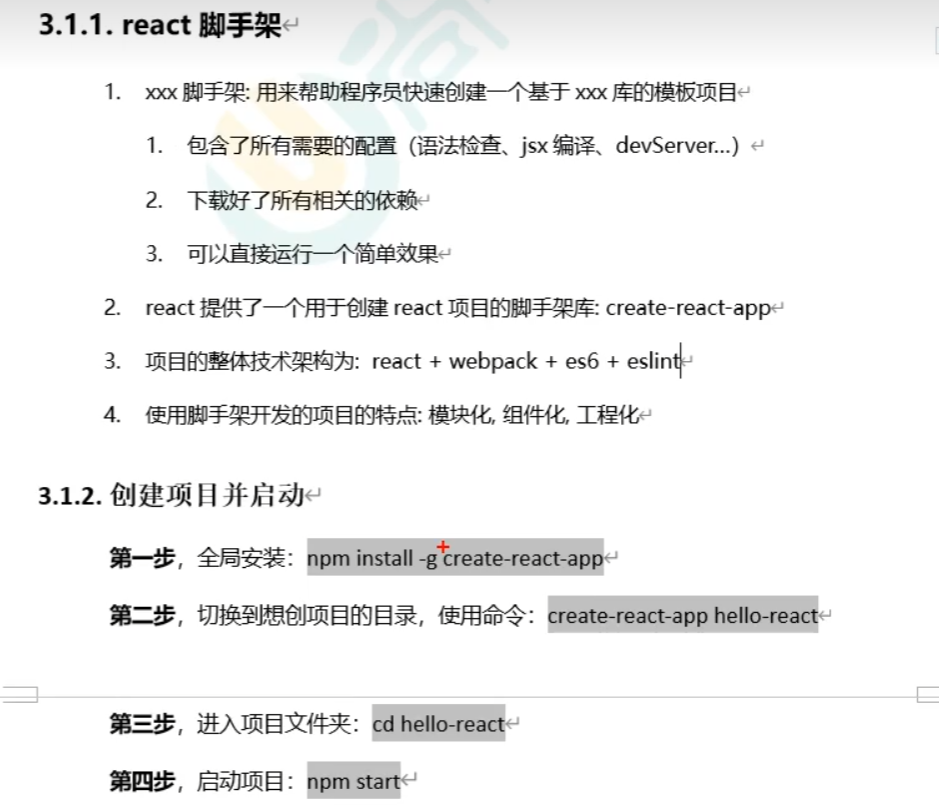 3.1.1. react 脚手架
1. xxx 脚手架: 用来帮助程序员快速创建一个基于 xxx 库的模板项目
1. 包含了所有需要的配置（语法检查、jsx 编译、devServer…）
2. 下载好了所有相关的依赖
3. 可以直接运行一个简单效果
2. react 提供了一个用于创建 react 项目的脚手架库: create-react-app
3. 项目的整体技术架构为: react + webpack + es6 + eslint
4. 使用脚手架开发的项目的特点: 模块化, 组件化, 工程化
3.1.2. 创建项目并启动
第一步，全局安装：npm install -g create-react-app
第二步，切换到想创项目的目录，使用命令：create-react-app hello-react
第三步，进入项目文件夹：cd hello-react
第四步，启动项目：npm start